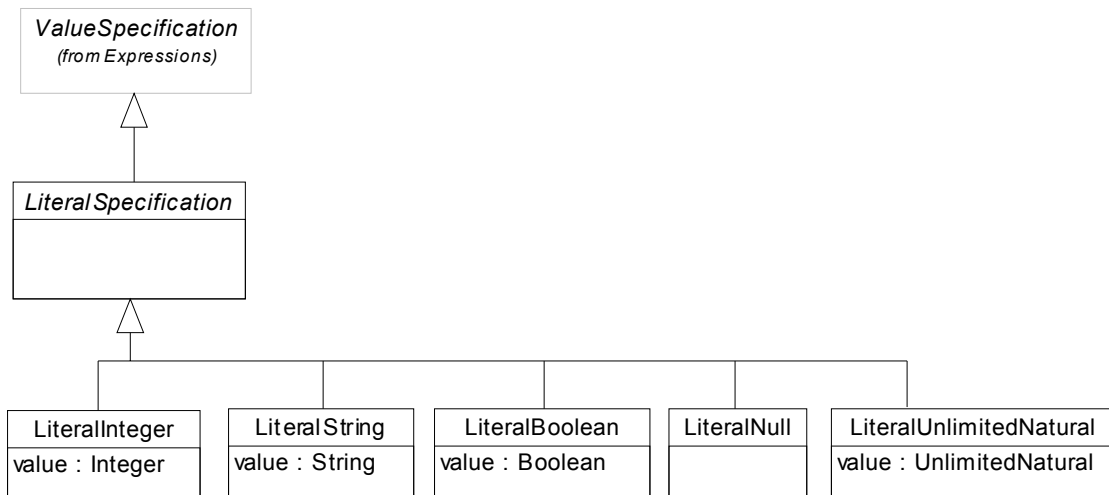 ValueSpecification
(from Expressions)
LiteralSpecification
LiteralInteger
value : Integer
LiteralString
value : String
LiteralBoolean
value : Boolean
LiteralNull
LiteralUnlimitedNatural
value : UnlimitedNatural